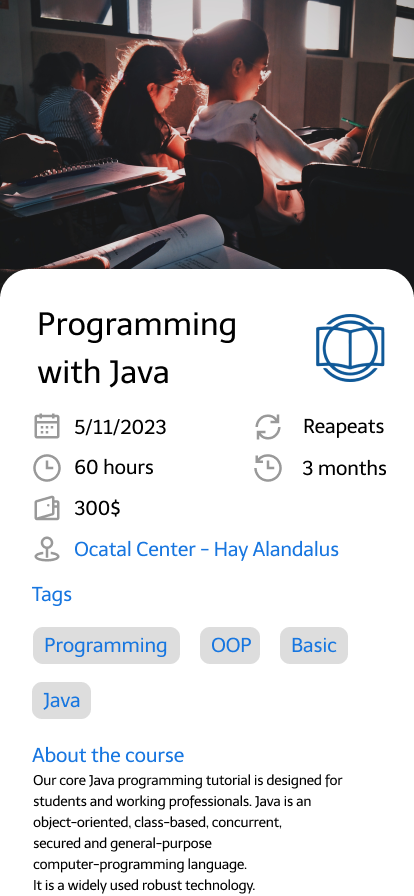 Programming
with Java
5/11/2023
Reapeats
60 hours
3 months
300$
Ocatal Center - Hay Alandalus
Tags
Programming
OOP
Basic
Java
About the course
Our core Java programming tutorial is designed for
students and working professionals. Java is an
object-oriented, class-based, concurrent,
secured and general-purpose
computer-programming language.
It is a widely used robust technology.